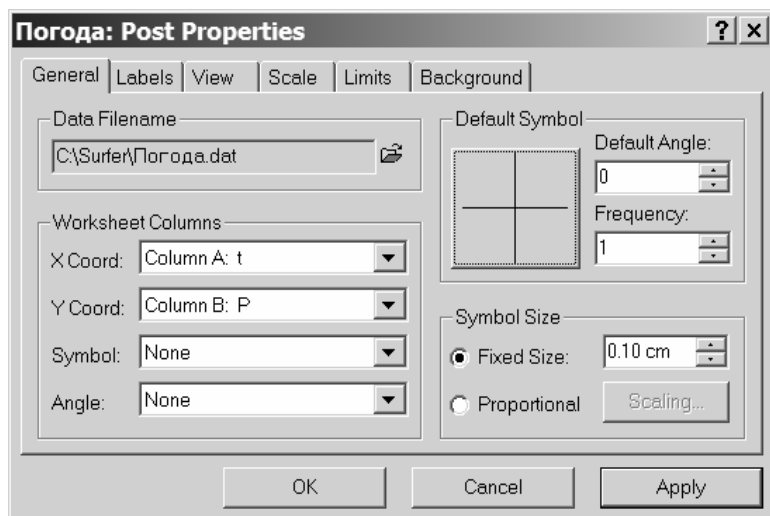 Погода: Post Properties
General Labels View Scale Limits Background
Data Filename
C:\Surfer\Погода.dat
Worksheet Columns
X Coord: Column A: t
Y Coord: Column B: P
Symbol: None
Angle: None
Default Symbol
Default Angle:
0
Frequency:
1
Symbol Size
Fixed Size: 0.10 cm
Proportional Scaling...
OK Cancel Apply